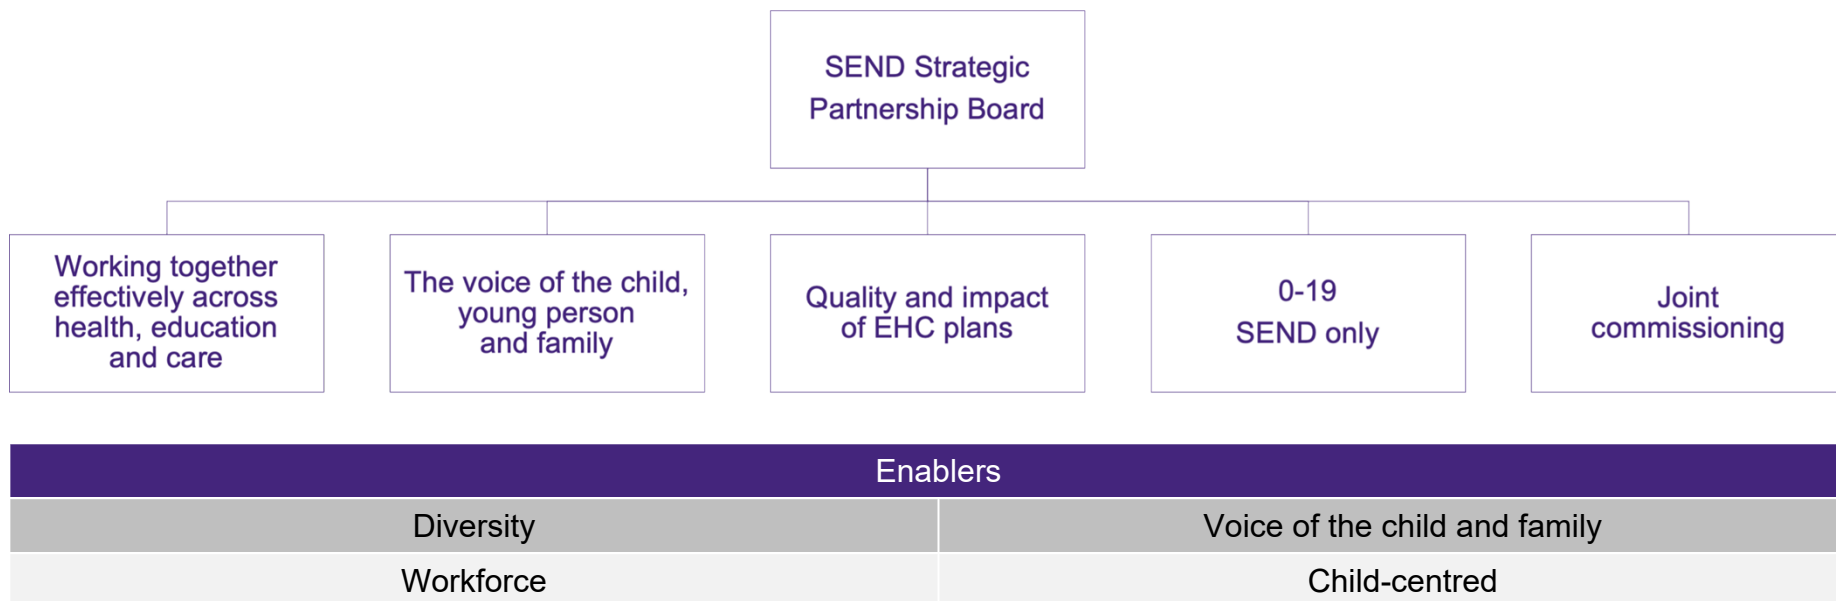 SEND Strategic
Partnership Board
Working together
effectively across
health, education
and care
The voice of the child,
young person
and family
Quality and impact
of EHC plans
0-19
SEND only
Joint
commissioning
Enablers
Diversity
Voice of the child and family
Workforce
Child-centred